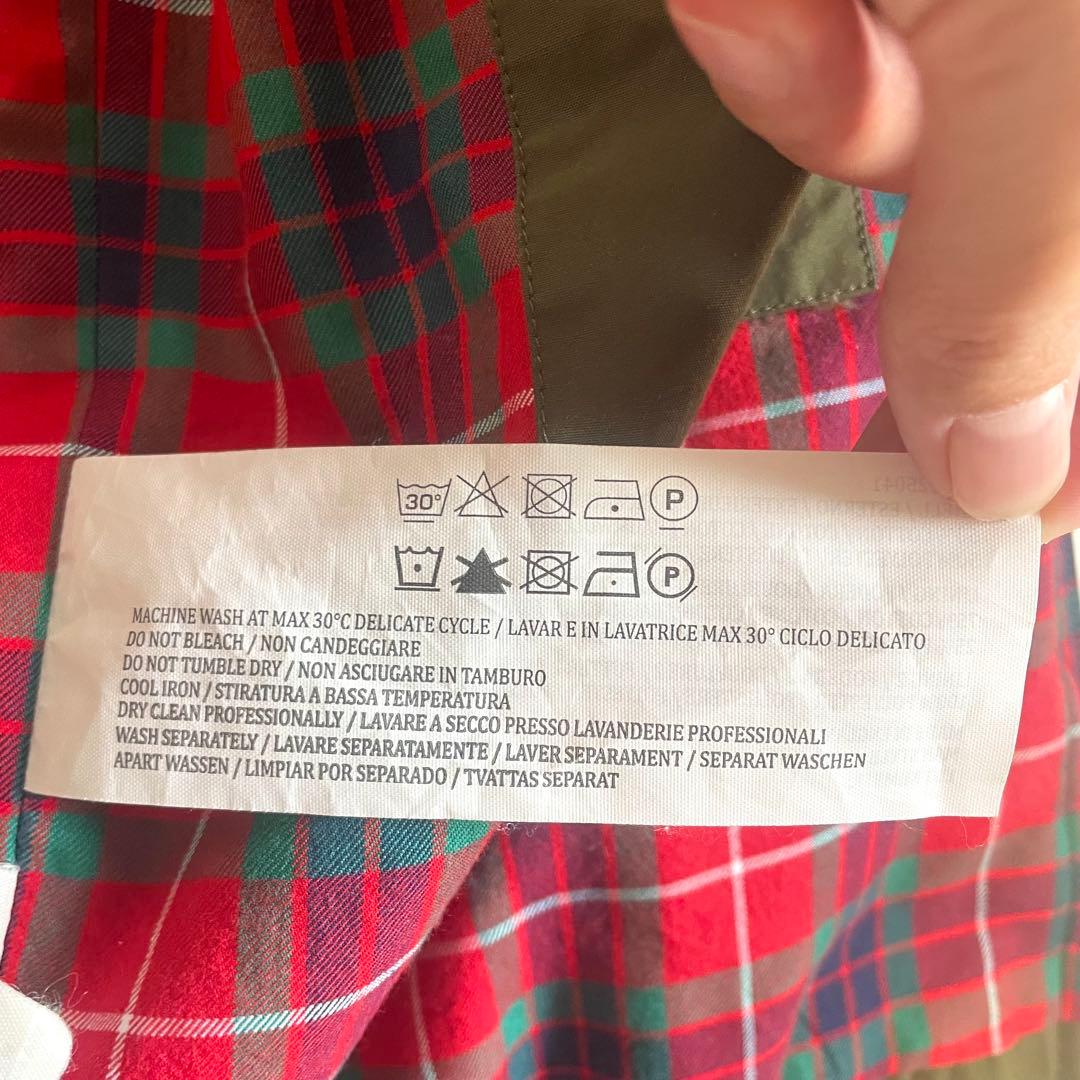 30°
P
P
MACHINE WASH AT MAX 30°C DELICATE CYCLE / LAVAR E IN LAVATRICE MAX 30° CICLO DELICATO
DO NOT BLEACH / NON CANDEGGIARE
DO NOT TUMBLE DRY / NON ASCIUGARE IN TAMBURO
COOL IRON / STIRATURA A BASSA TEMPERATURA
DRY CLEAN PROFESSIONALLY / LAVARE A SECCO PRESSO LAVANDERIE PROFESSIONALI
WASH SEPARATELY / LAVARE SEPARATAMENTE / LAVER SEPARAMENT / SEPARAT WASCHEN
APART WASSEN / LIMPIAR POR SEPARADO / TVATTAS SEPARAT